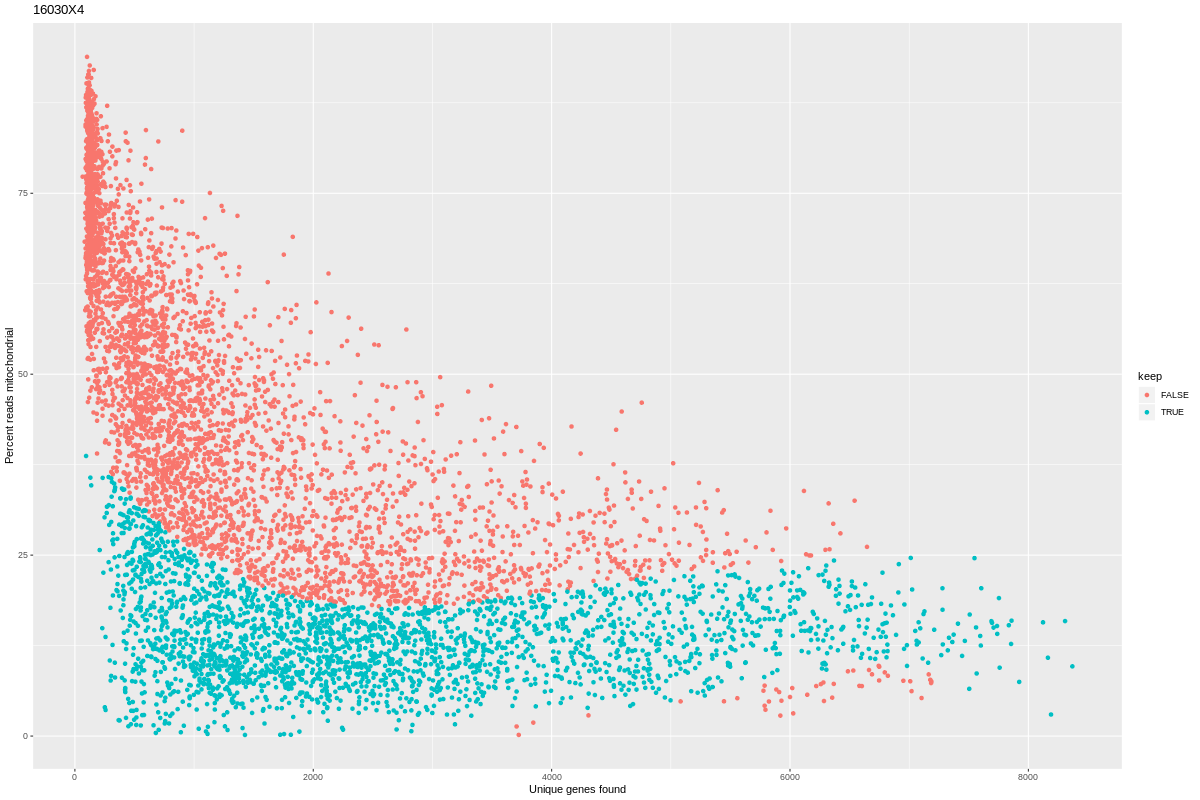 16030X4
Percent reads mitochondrial
75
50
25
0
0 2000 4000 6000 8000
Unique genes found
keep
FALSE
TRUE